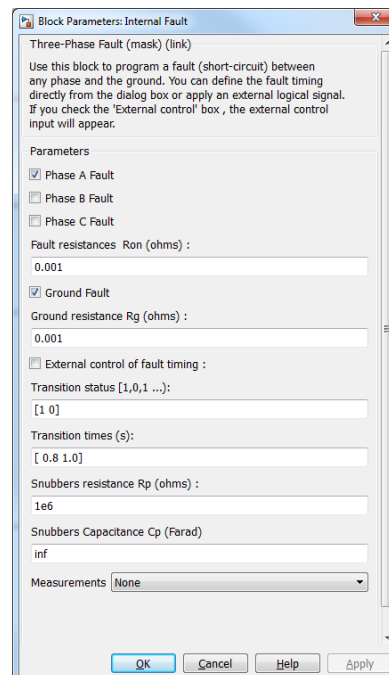 Block Parameters: Internal Fault
Three-Phase Fault (mask) (link)
Use this block to program a fault (short-circuit) between
any phase and the ground. You can define the fault timing
directly from the dialog box or apply an external logical signal.
If you check the 'External control' box , the external control
input will appear.
Parameters
Phase A Fault
Phase B Fault
Phase C Fault
Fault resistances Ron (ohms) :
0.001
Ground Fault
Ground resistance Rg (ohms) :
0.001
External control of fault timing :
Transition status [1,0,1 ...):
[1 0]
Transition times (s):
[ 0.8 1.0]
Snubbers resistance Rp (ohms) :
1e6
Snubbers Capacitance Cp (Farad)
inf
Measurements None
OK Cancel Help Apply